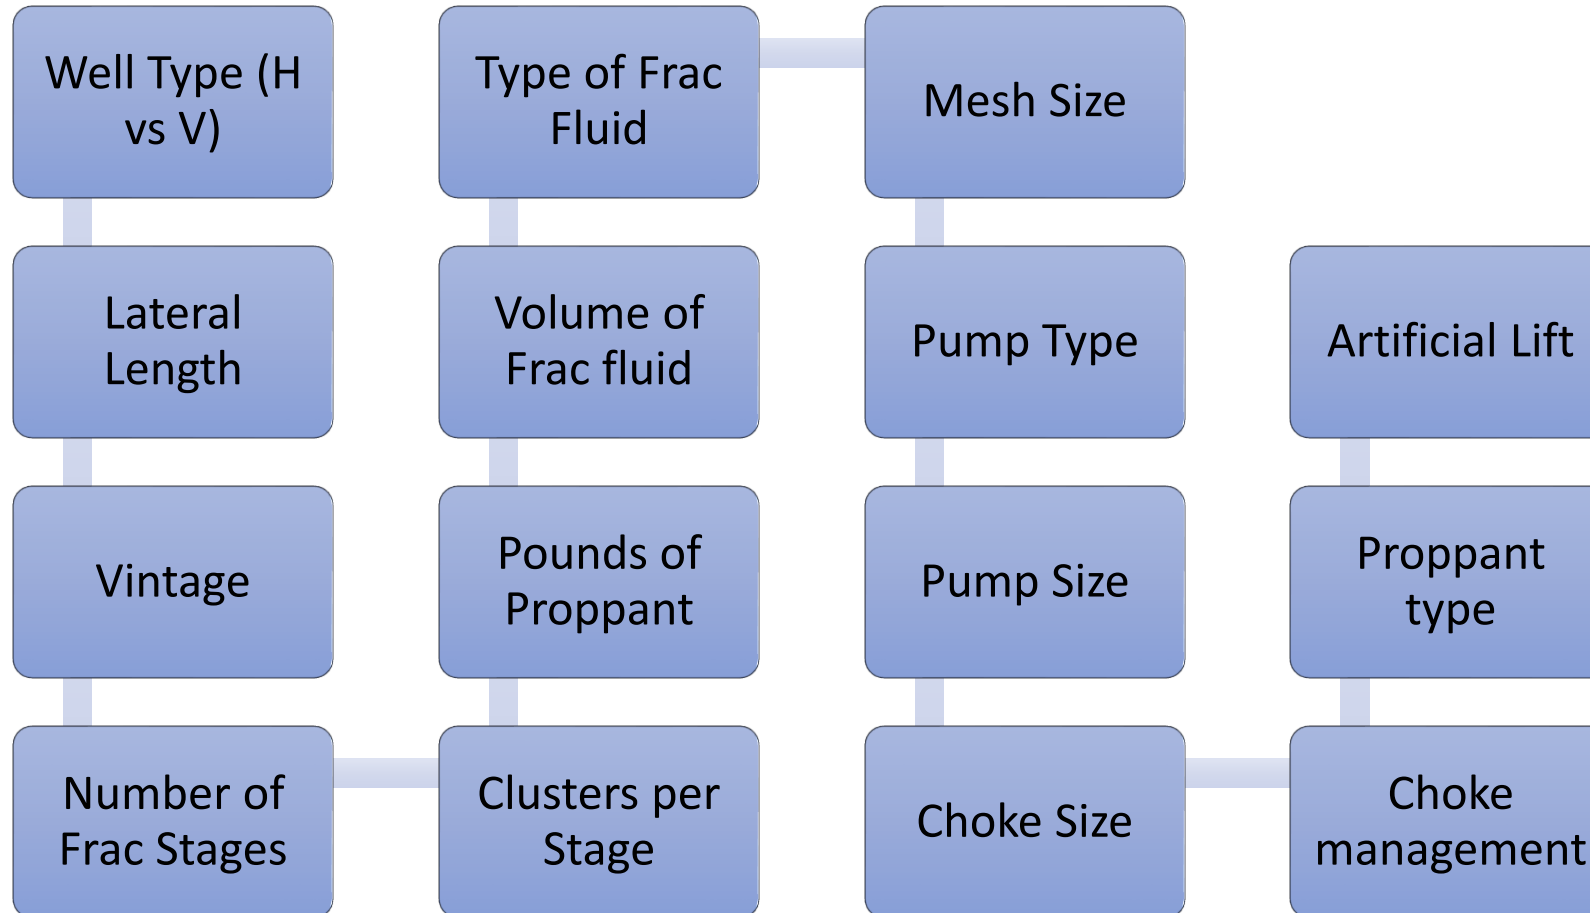 Well Type (H
vs V)
Lateral
Length
Vintage
Number of
Frac Stages
Clusters per
Stage
Pounds of
Proppant
Volume of
Frac fluid
Type of Frac
Fluid
Mesh Size
Pump Type
Pump Size
Choke Size
Choke
management
Proppant
type
Artificial Lift